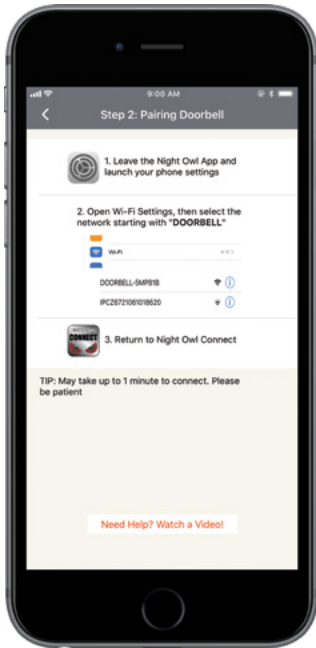 9:00 AM
Step 2: Pairing Doorbell
1. Leave the Night Owl App and
launch your phone settings
2. Open Wi-Fi Settings, then select the
network starting with "DOORBELL"
Wi-Fi
DOORBELL-5MP81B
IPCZ8721061018620
CONNECT
3. Return to Night Owl Connect
TIP: May take up to 1 minute to connect. Please
be patient
Need Help? Watch a Video!